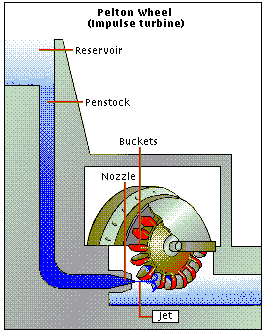 Pelton Wheel
(Impulse turbine)
Reservoir
Penstock
Buckets
Nozzle
Jet